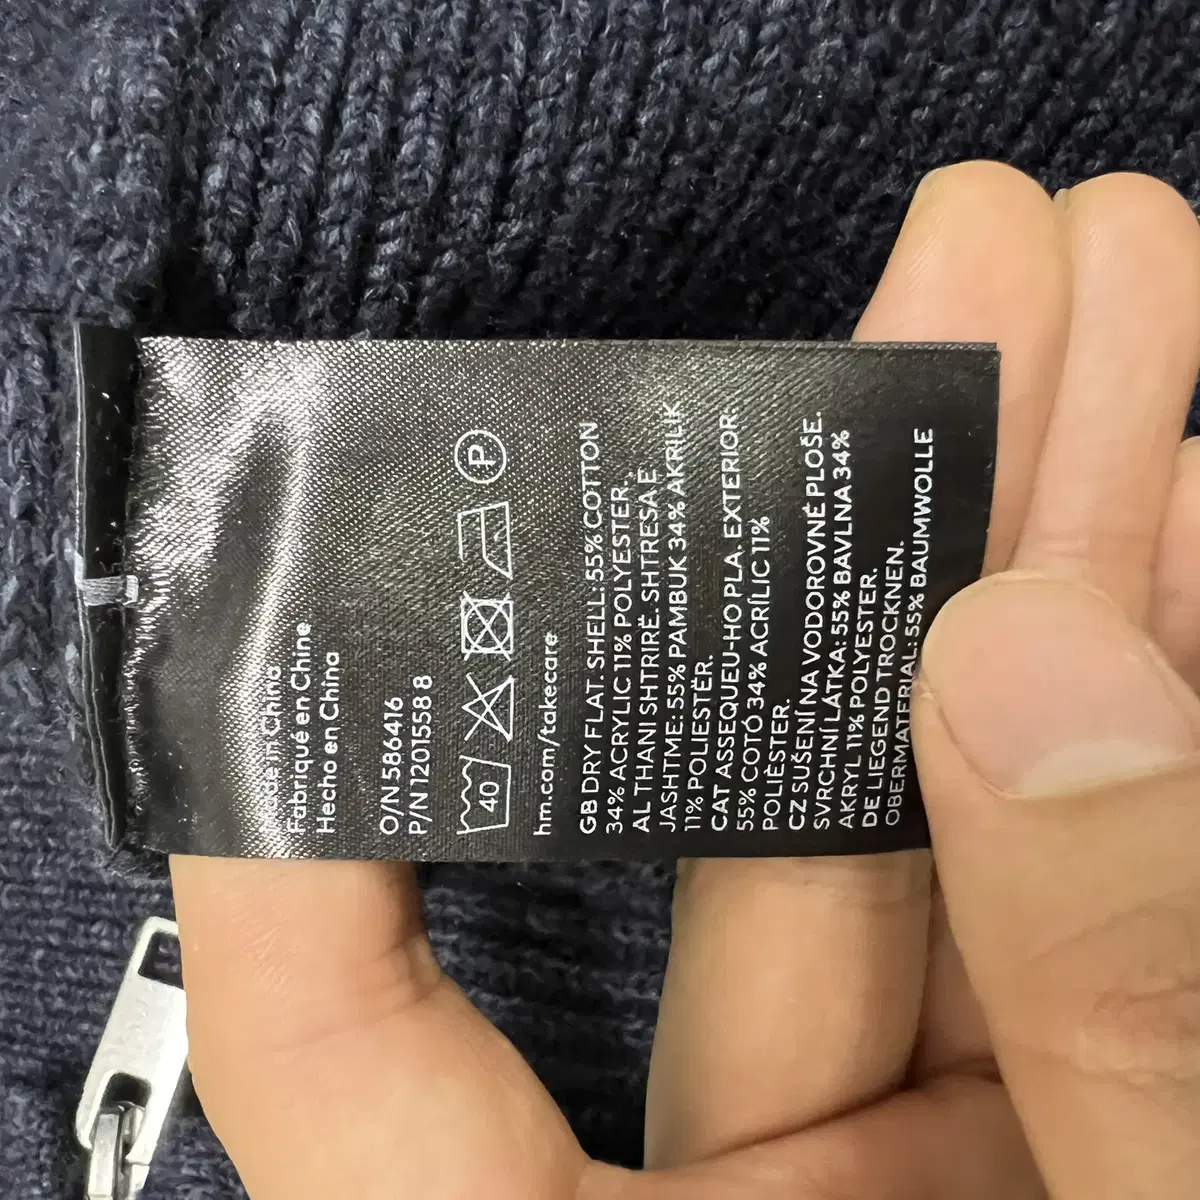 Made in China
Fabriqué en Chine
Hecho en China
O/N 586416
P/N 1201558 8
40
P
hm.com/takecare
GB DRY FLAT. SHELL: 55% COTTON
34% ACRYLIC 11% POLYESTER.
AL THANI SHTRIRË. SHTRESA E
JASHTME: 55% PAMBUK 34% AKRILIK
11% POLIESTËR.
CAT ASSEQUEU-HO PLA. EXTERIOR:
55% COTÓ 34% ACRÍLIC 11%
POLIÈSTER.
CZ SUŠENÍ NA VODOROVNÉ PLOŠE.
SVRCHNÍ LÁTKA: 55% BAVLNA 34%
AKRYL 11% POLYESTER.
DE LIEGEND TROCKNEN.
OBERMATERIAL: 55% BAUMWOLLE